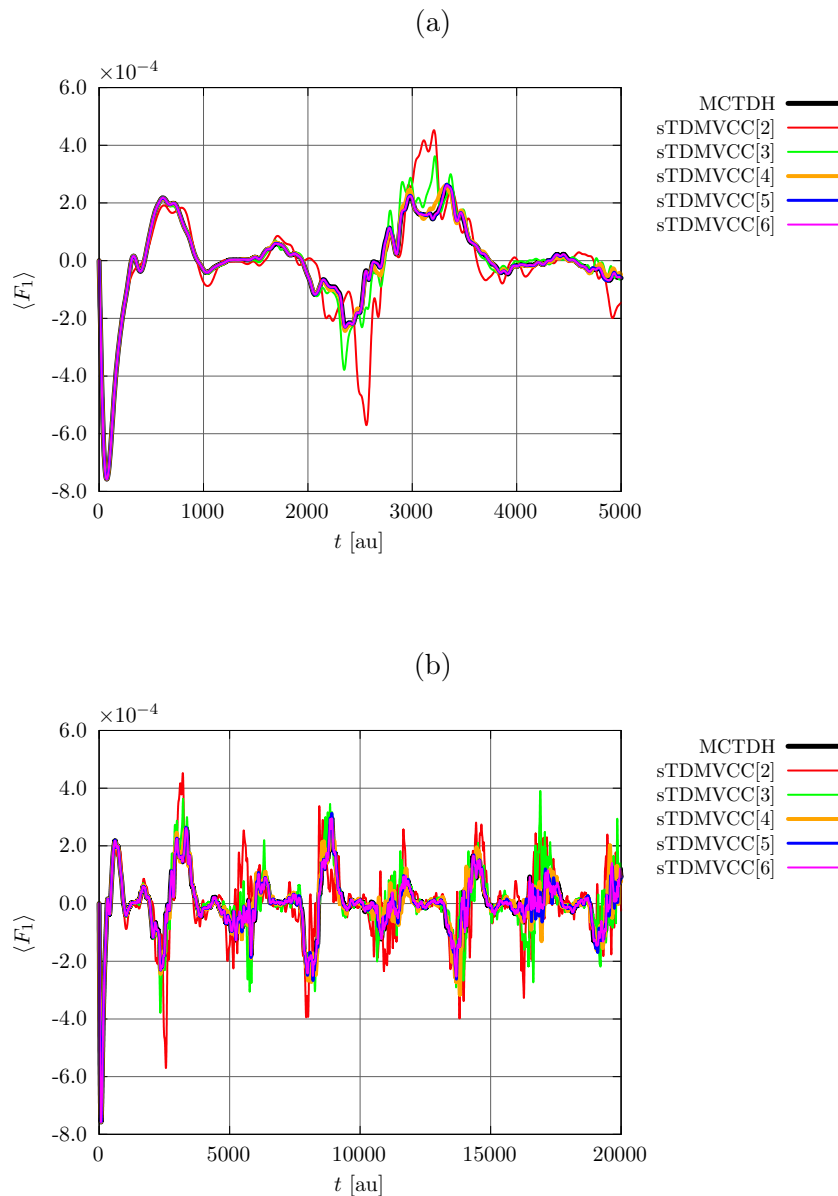 (a)
×10−4
6.0
4.0
2.0
0.0
-2.0
-4.0
-6.0
-8.0
⟨F1⟩
0 1000 2000 3000 4000 5000
t [au]
MCTDH
sTDMVCC[2]
sTDMVCC[3]
sTDMVCC[4]
sTDMVCC[5]
sTDMVCC[6]
(b)
×10−4
6.0
4.0
2.0
0.0
-2.0
-4.0
-6.0
-8.0
⟨F1⟩
0 5000 10000 15000 20000
t [au]
MCTDH
sTDMVCC[2]
sTDMVCC[3]
sTDMVCC[4]
sTDMVCC[5]
sTDMVCC[6]